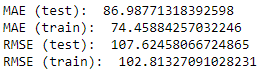 MAE (test):  86.98771318392598
MAE (train):  74.45884257032246
RMSE (test):  107.62458066724865
RMSE (train):  102.81327091028231